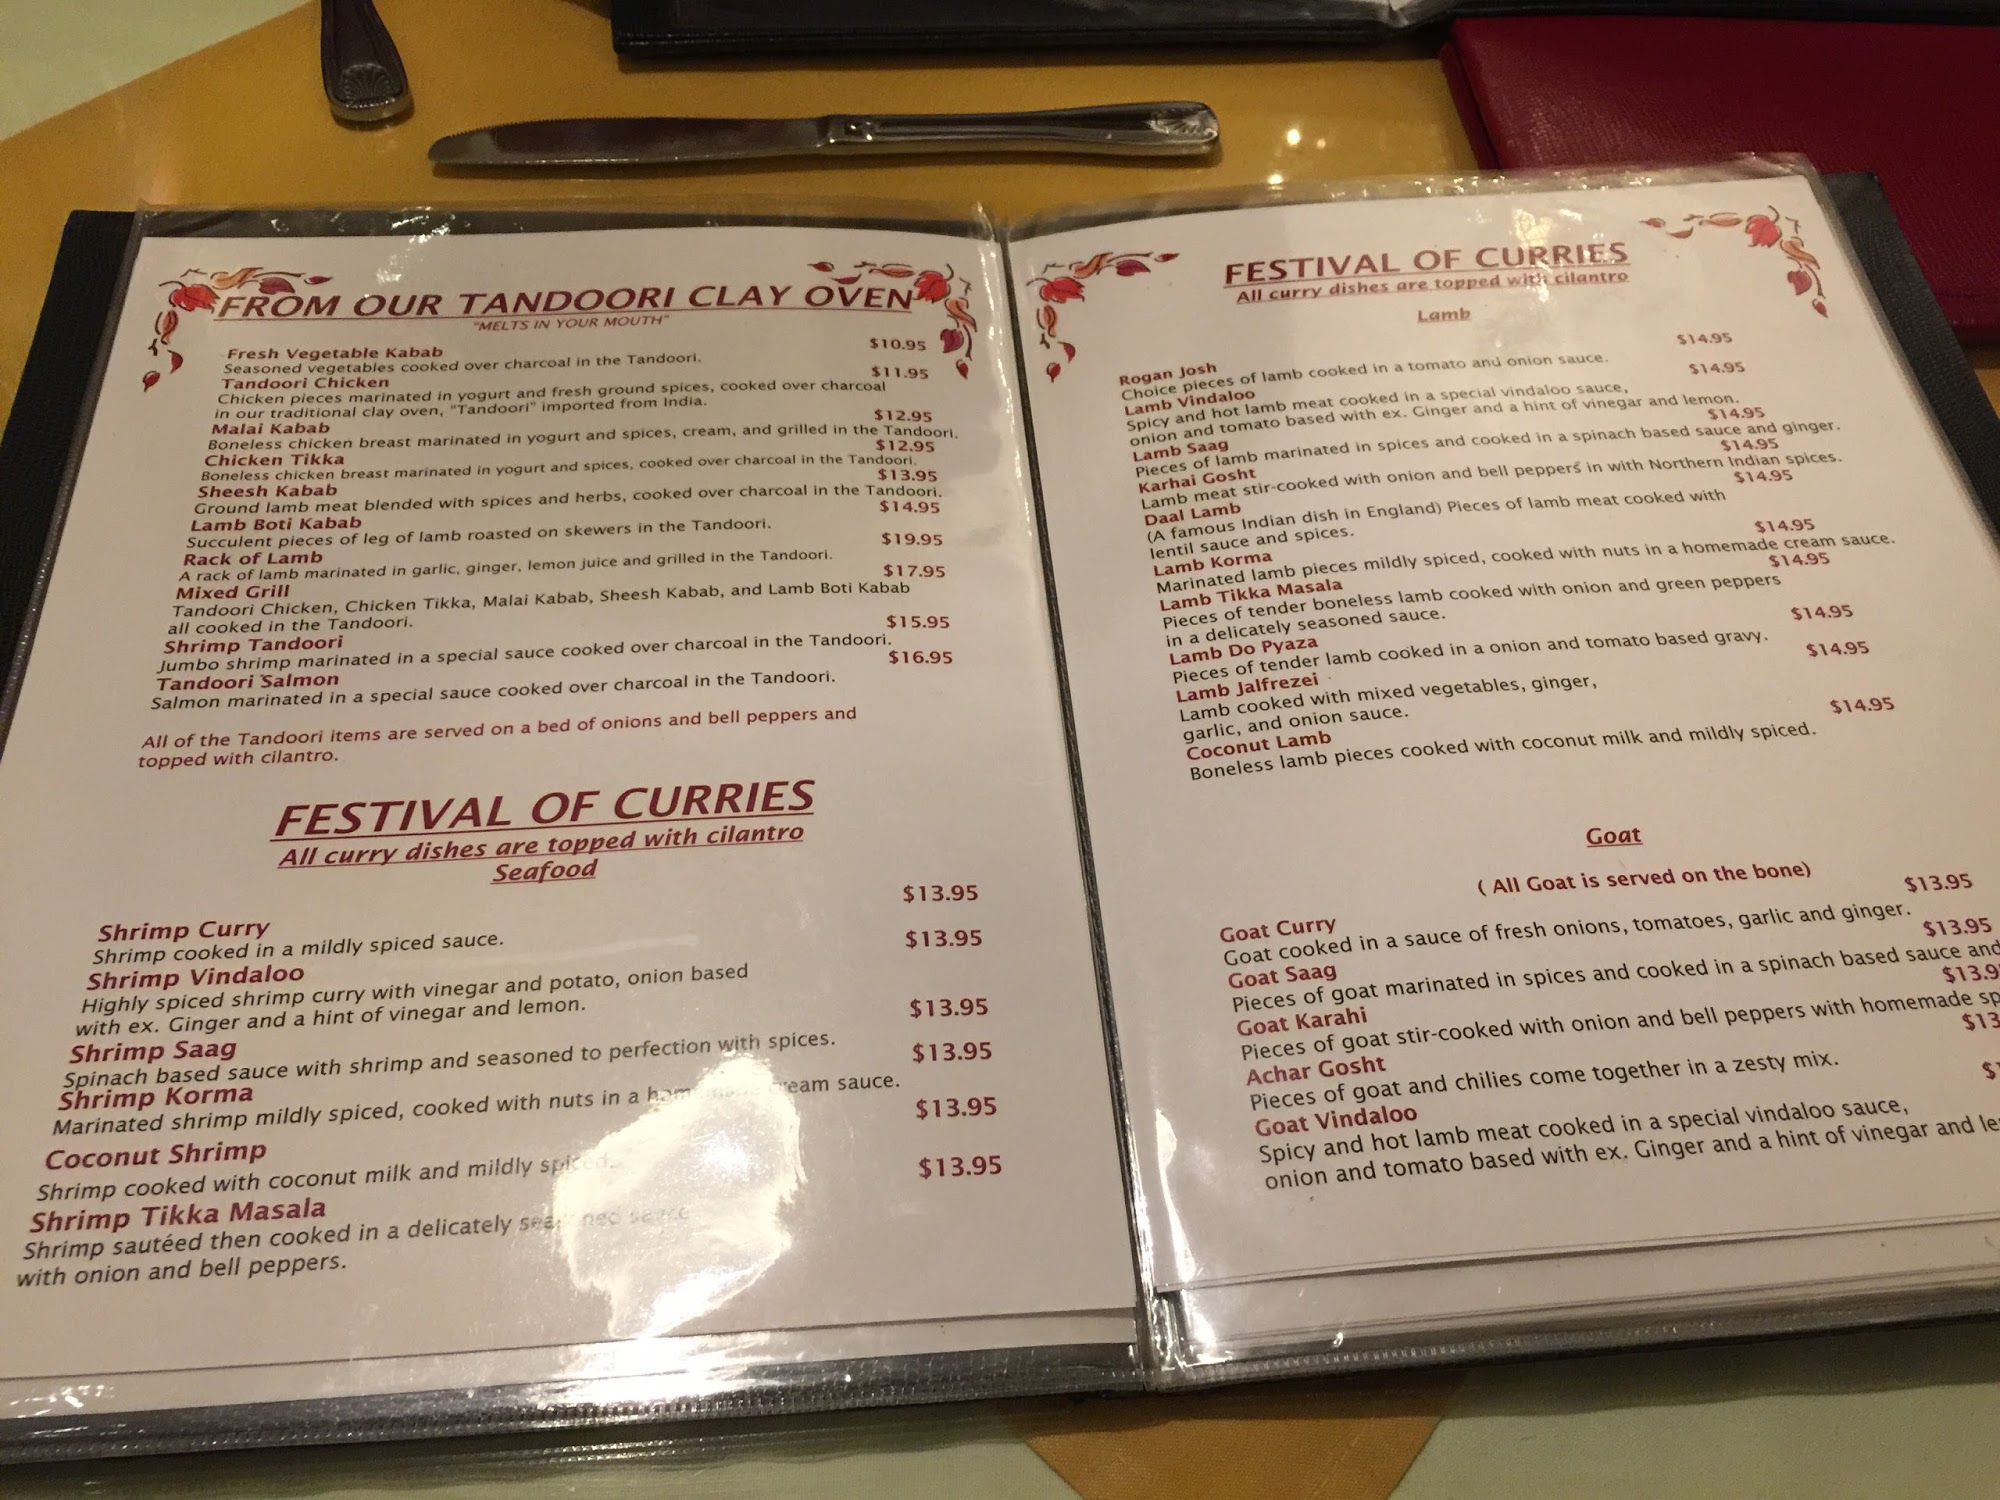 FROM OUR TANDOORI CLAY OVEN
"MELTS IN YOUR MOUTH"
Fresh Vegetable Kabab $10.95
Seasoned vegetables cooked over charcoal in the Tandoori.
Tandoori Chicken $11.95
Chicken pieces marinated in yogurt and fresh ground spices, cooked over charcoal
in our traditional clay oven, "Tandoori" imported from India.
Malai Kabab $12.95
Boneless chicken breast marinated in yogurt and spices, cream, and grilled in the Tandoori.
Chicken Tikka $12.95
Boneless chicken breast marinated in yogurt and spices, cooked over charcoal in the Tandoori.
Sheesh Kabab $13.95
Ground lamb meat blended with spices and herbs, cooked over charcoal in the Tandoori.
Lamb Boti Kabab $14.95
Succulent pieces of leg of lamb roasted on skewers in the Tandoori.
Rack of Lamb $19.95
A rack of lamb marinated in garlic, ginger, lemon juice and grilled in the Tandoori.
Mixed Grill $17.95
Tandoori Chicken, Chicken Tikka, Malai Kabab, Sheesh Kabab, and Lamb Boti Kabab
all cooked in the Tandoori.
Shrimp Tandoori $15.95
Jumbo shrimp marinated in a special sauce cooked over charcoal in the Tandoori.
Tandoori Salmon $16.95
Salmon marinated in a special sauce cooked over charcoal in the Tandoori.
All of the Tandoori items are served on a bed of onions and bell peppers and
topped with cilantro.
FESTIVAL OF CURRIES
All curry dishes are topped with cilantro
Seafood
Shrimp Curry $13.95
Shrimp cooked in a mildly spiced sauce.
Shrimp Vindaloo $13.95
Highly spiced shrimp curry with vinegar and potato, onion based
with ex. Ginger and a hint of vinegar and lemon.
Shrimp Saag $13.95
Spinach based sauce with shrimp and seasoned to perfection with spices.
Shrimp Korma $13.95
Marinated shrimp mildly spiced, cooked with nuts in a homemade cream sauce.
Coconut Shrimp $13.95
Shrimp cooked with coconut milk and mildly spiced.
Shrimp Tikka Masala $13.95
Shrimp sautéed then cooked in a delicately seasoned sauce
with onion and bell peppers.
FESTIVAL OF CURRIES
All curry dishes are topped with cilantro
Lamb
Rogan Josh $14.95
Choice pieces of lamb cooked in a tomato and onion sauce.
Lamb Vindaloo $14.95
Spicy and hot lamb meat cooked in a special vindaloo sauce,
onion and tomato based with ex. Ginger and a hint of vinegar and lemon.
Lamb Saag $14.95
Pieces of lamb marinated in spices and cooked in a spinach based sauce and ginger.
Karhai Gosht $14.95
Lamb meat stir-cooked with onion and bell peppers in with Northern Indian spices.
Daal Lamb $14.95
(A famous Indian dish in England) Pieces of lamb meat cooked with
lentil sauce and spices.
Lamb Korma $14.95
Marinated lamb pieces mildly spiced, cooked with nuts in a homemade cream sauce.
Lamb Tikka Masala $14.95
Pieces of tender boneless lamb cooked with onion and green peppers
in a delicately seasoned sauce.
Lamb Do Pyaza $14.95
Pieces of tender lamb cooked in a onion and tomato based gravy.
Lamb Jalfrezei $14.95
Lamb cooked with mixed vegetables, ginger,
garlic, and onion sauce.
Coconut Lamb $14.95
Boneless lamb pieces cooked with coconut milk and mildly spiced.
Goat
( All Goat is served on the bone)
Goat Curry $13.95
Goat cooked in a sauce of fresh onions, tomatoes, garlic and ginger.
Goat Saag $13.95
Pieces of goat marinated in spices and cooked in a spinach based sauce and
Goat Karahi $13.9
Pieces of goat stir-cooked with onion and bell peppers with homemade sp
Achar Gosht $13
Pieces of goat and chilies come together in a zesty mix.
Goat Vindaloo $1
Spicy and hot lamb meat cooked in a special vindaloo sauce,
onion and tomato based with ex. Ginger and a hint of vinegar and le